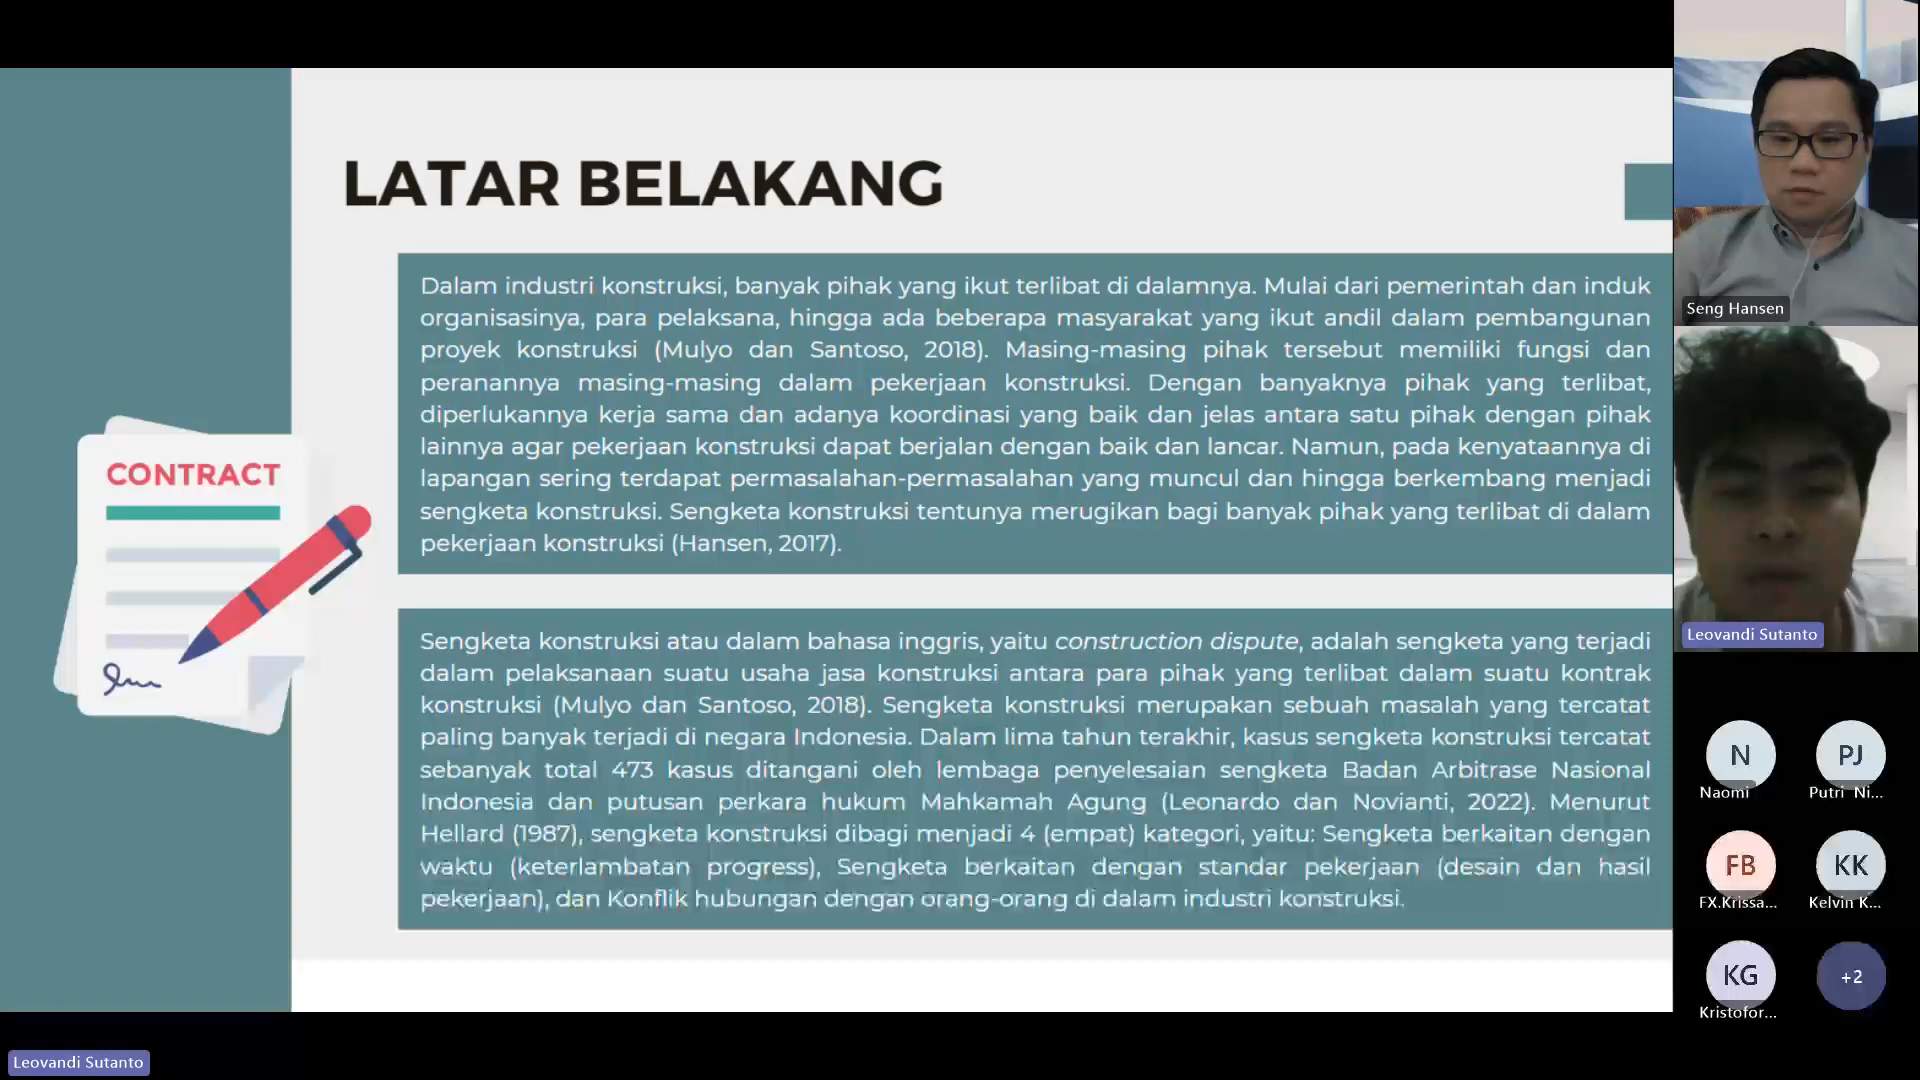 LATAR BELAKANG
Dalam industri konstruksi, banyak pihak yang ikut terlibat di dalamnya. Mulai dari pemerintah dan induk
organisasinya, para pelaksana, hingga ada beberapa masyarakat yang ikut andil dalam pembangunan
proyek konstruksi (Mulyo dan Santoso, 2018). Masing-masing pihak tersebut memiliki fungsi dan
peranannya masing-masing dalam pekerjaan konstruksi. Dengan banyaknya pihak yang terlibat,
diperlukannya kerja sama dan adanya koordinasi yang baik dan jelas antara satu pihak dengan pihak
lainnya agar pekerjaan konstruksi dapat berjalan dengan baik dan lancar. Namun, pada kenyataannya di
lapangan sering terdapat permasalahan-permasalahan yang muncul dan hingga berkembang menjadi
sengketa konstruksi. Sengketa konstruksi tentunya merugikan bagi banyak pihak yang terlibat di dalam
pekerjaan konstruksi (Hansen, 2017).
CONTRACT
Sengketa konstruksi atau dalam bahasa inggris, yaitu construction dispute, adalah sengketa yang terjadi
dalam pelaksanaan suatu usaha jasa konstruksi antara para pihak yang terlibat dalam suatu kontrak
konstruksi (Mulyo dan Santoso, 2018). Sengketa konstruksi merupakan sebuah masalah yang tercatat
paling banyak terjadi di negara Indonesia. Dalam lima tahun terakhir, kasus sengketa konstruksi tercatat
sebanyak total 473 kasus ditangani oleh lembaga penyelesaian sengketa Badan Arbitrase Nasional
Indonesia dan putusan perkara hukum Mahkamah Agung (Leonardo dan Novianti, 2022). Menurut
Hellard (1987), sengketa konstruksi dibagi menjadi 4 (empat) kategori, yaitu: Sengketa berkaitan dengan
waktu (keterlambatan progress), Sengketa berkaitan dengan standar pekerjaan (desain dan hasil
pekerjaan), dan Konflik hubungan dengan orang-orang di dalam industri konstruksi.
Seng Hansen
Leovandi Sutanto
N
Naomi
PJ
Putri Ni...
FB
FX.Krissa...
KK
Kelvin K...
KG
Kristofor...
+2
Leovandi Sutanto